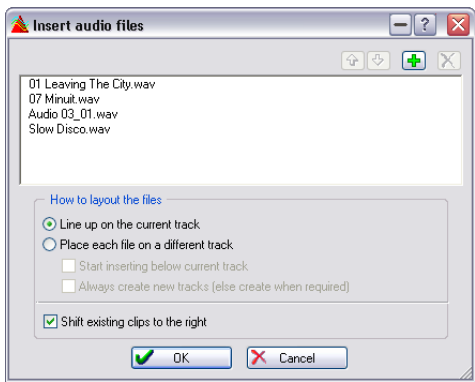 Insert audio files
?
01 Leaving The City.wav
07 Minuit.wav
Audio 03_01.wav
Slow Disco.wav
How to layout the files
Line up on the current track
Place each file on a different track
Start inserting below current track
Always create new tracks (else create when required)
Shift existing clips to the right
OK
Cancel